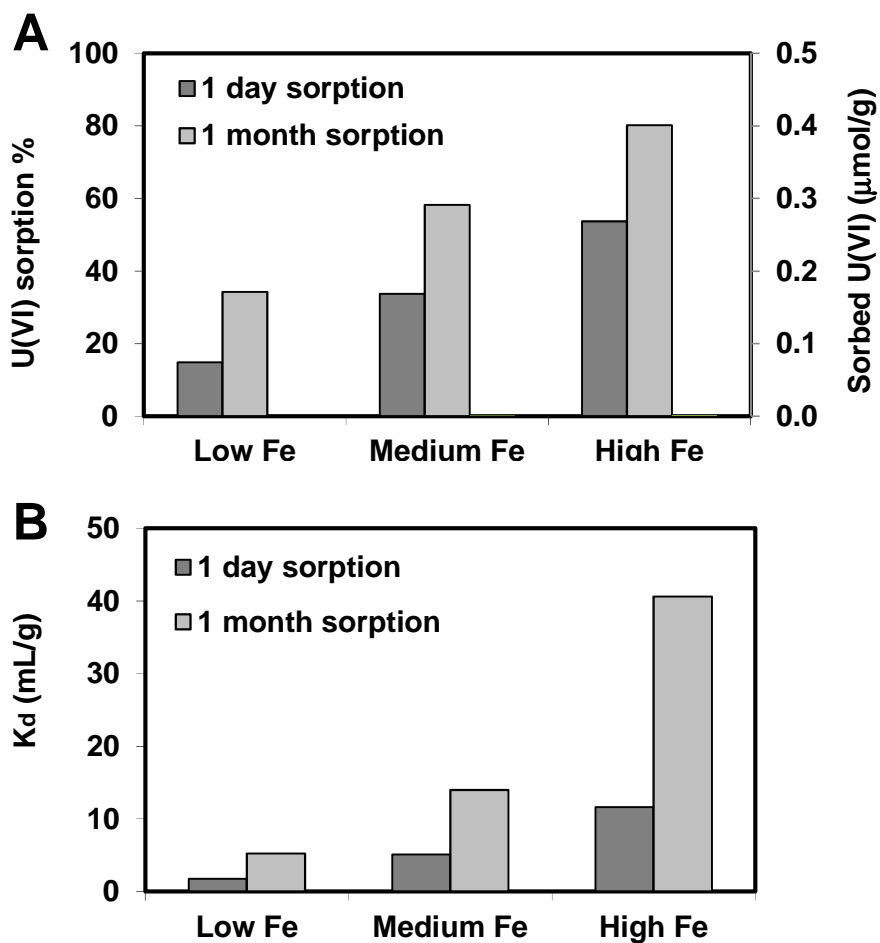 A
100
80
60
40
20
0
U(VI) sorption %
1 day sorption
1 month sorption
0.5
0.4
0.3
0.2
0.1
0.0
Sorbed U(VI) (μmol/g)
Low Fe
Medium Fe
High Fe
B
50
40
30
20
10
0
Kd (mL/g)
1 day sorption
1 month sorption
Low Fe
Medium Fe
High Fe